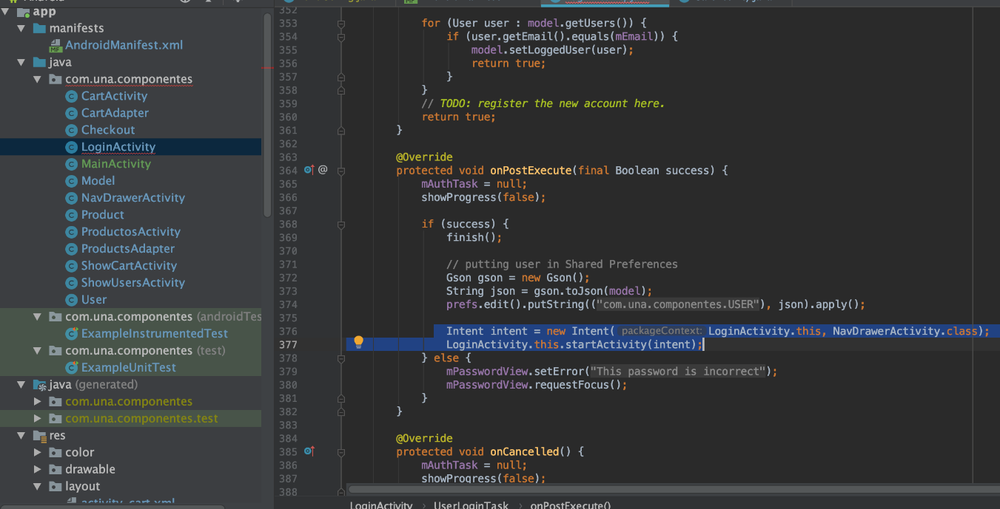 app
manifests
AndroidManifest.xml
java
com.una.componentes
CartActivity
CartAdapter
Checkout
LoginActivity
MainActivity
Model
NavDrawerActivity
Product
ProductosActivity
ProductsAdapter
ShowCartActivity
ShowUsersActivity
User
com.una.componentes (androidTes
ExampleInstrumentedTest
com.una.componentes (test)
ExampleUnitTest
java (generated)
com.una.componentes
com.una.componentes.test
res
color
drawable
layout
activity_cart.xml
352
353 for (User user : model.getUsers()) {
354 if (user.getEmail().equals(mEmail)) {
355 model.setLoggedUser(user);
356 return true;
357 }
358 }
359 // TODO: register the new account here.
360 return true;
361 }
362
363 @Override
364 @ protected void onPostExecute(final Boolean success) {
365 mAuthTask = null;
366 showProgress(false);
367
368 if (success) {
369 finish();
370
371 // putting user in Shared Preferences
372 Gson gson = new Gson();
373 String json = gson.toJson(model);
374 prefs.edit().putString(("com.una.componentes.USER"), json).apply();
375
376 Intent intent = new Intent( packageContext: LoginActivity.this, NavDrawerActivity.class);
377 LoginActivity.this.startActivity(intent);
378 } else {
379 mPasswordView.setError("This password is incorrect");
380 mPasswordView.requestFocus();
381 }
382 }
383
384 @Override
385 protected void onCancelled() {
386 mAuthTask = null;
387 showProgress(false);
388
LoginActivity › UserLoginTask › onPostExecute()